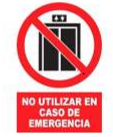 NO UTILIZAR EN
CASO DE
EMERGENCIA